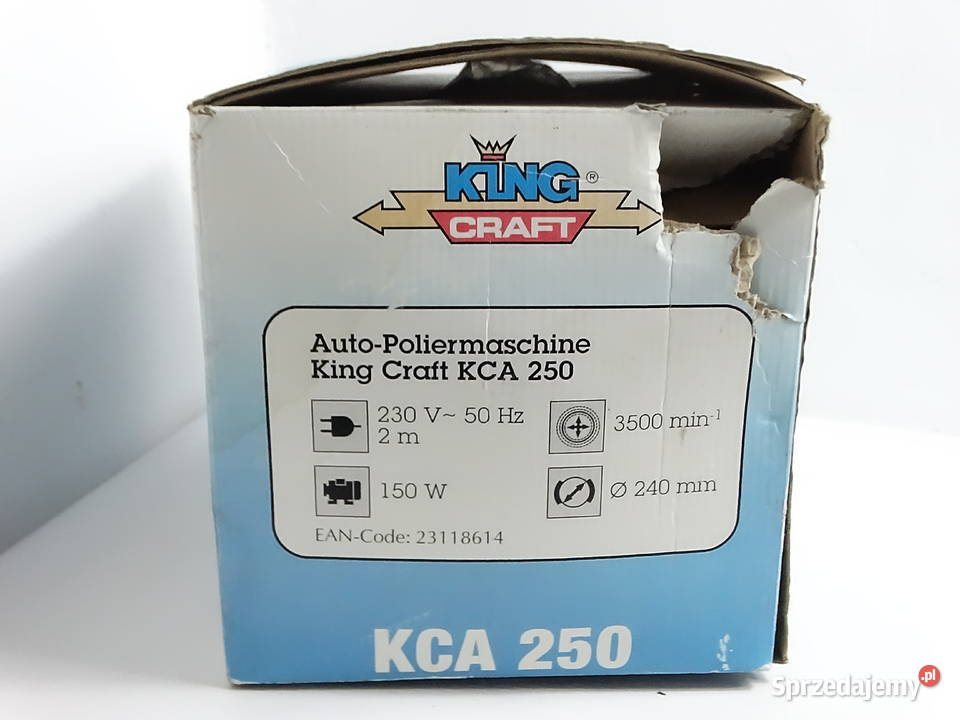 KING ®
CRAFT
Auto-Poliermaschine
King Craft KCA 250
230 V~ 50 Hz
2 m
3500 min⁻¹
150 W
Ø 240 mm
EAN-Code: 23118614
KCA 250
Sprzedajemy.pl